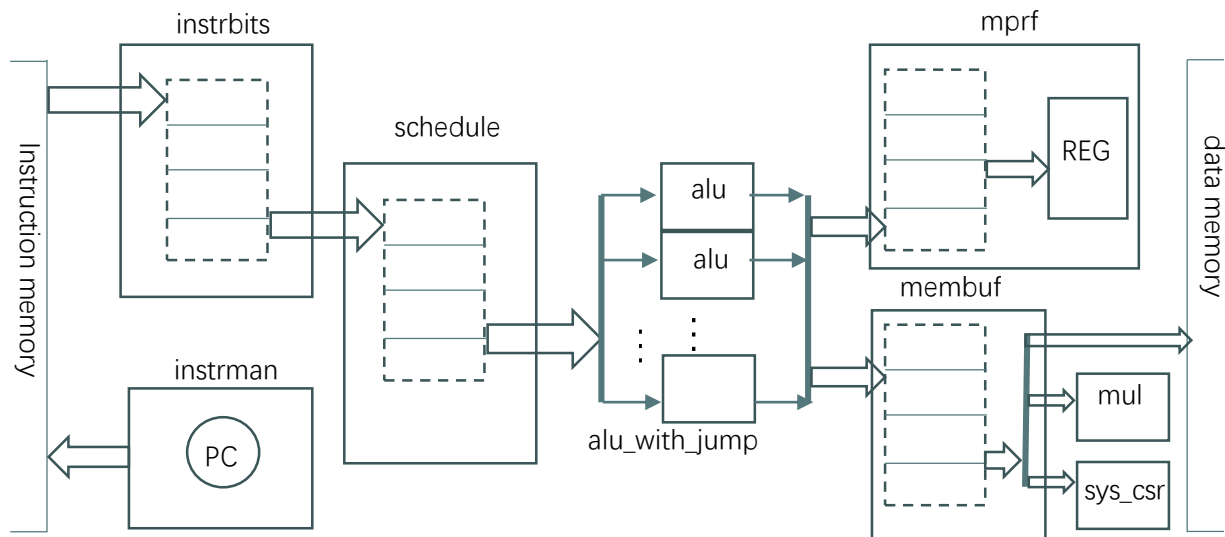 instrbits
mprf
Instruction memory
schedule
alu
REG
data memory
alu
membuf
instrman
PC
mul
alu_with_jump
sys_csr